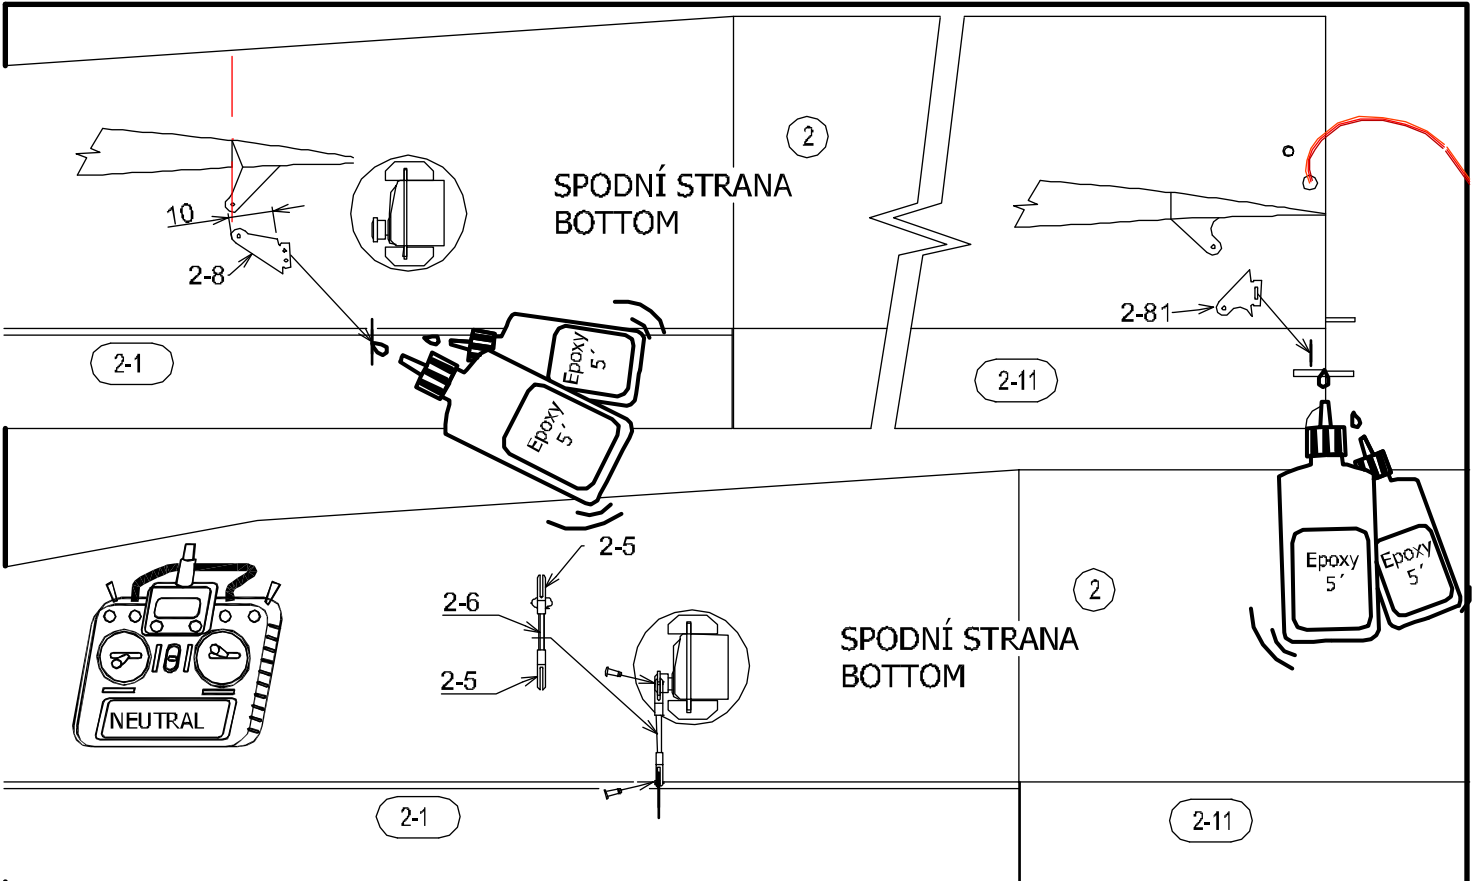 2
SPODNÍ STRANA
BOTTOM
10
2-8
2-81
2-1
2-11
Epoxy
5´
Epoxy
5´
Epoxy
5´
Epoxy
5´
2-5
2-6
2-5
2
SPODNÍ STRANA
BOTTOM
NEUTRAL
2-1
2-11